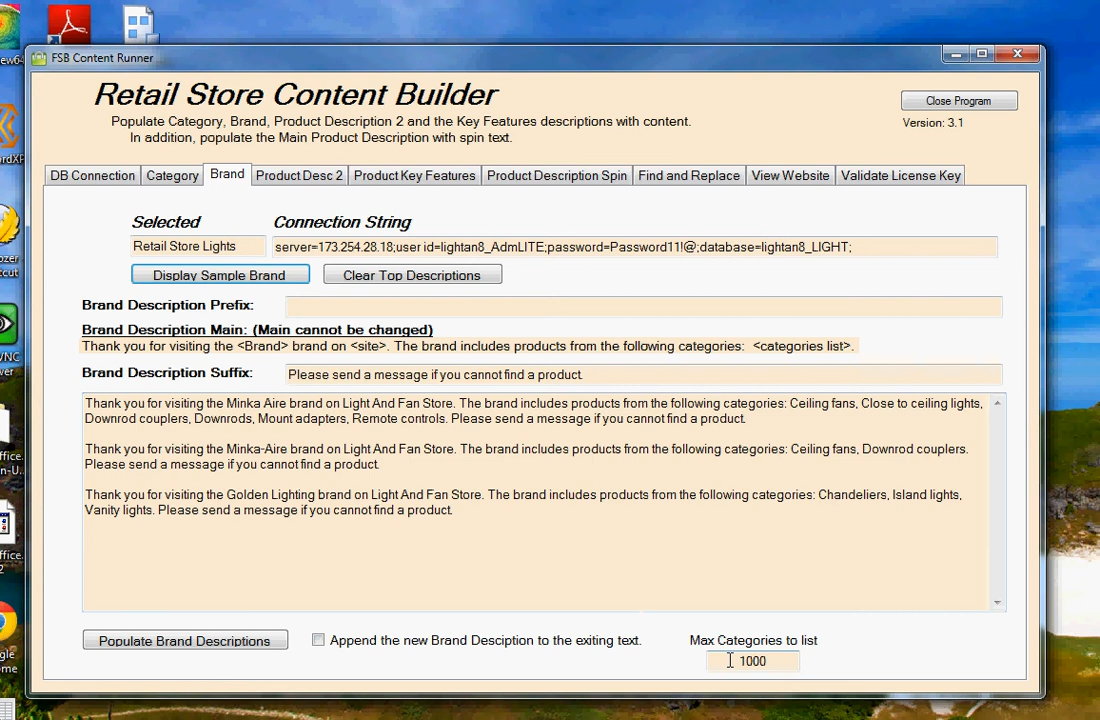 FSB Content Runner
Retail Store Content Builder
Close Program
Populate Category, Brand, Product Description 2 and the Key Features descriptions with content.
Version: 3.1
In addition, populate the Main Product Description with spin text.
DB Connection Category Brand Product Desc 2 Product Key Features Product Description Spin Find and Replace View Website Validate License Key
Selected Connection String
Retail Store Lights server=173.254.28.18;user id=lightan8_AdmLITE;password=Password11!@;database=lightan8_LIGHT;
Display Sample Brand Clear Top Descriptions
Brand Description Prefix:
Brand Description Main: (Main cannot be changed)
Thank you for visiting the <Brand> brand on <site>. The brand includes products from the following categories: <categories list>.
Brand Description Suffix: Please send a message if you cannot find a product.
Thank you for visiting the Minka Aire brand on Light And Fan Store. The brand includes products from the following categories: Ceiling fans, Close to ceiling lights,
Downrod couplers, Downrods, Mount adapters, Remote controls. Please send a message if you cannot find a product.
Thank you for visiting the Minka-Aire brand on Light And Fan Store. The brand includes products from the following categories: Ceiling fans, Downrod couplers.
Please send a message if you cannot find a product.
Thank you for visiting the Golden Lighting brand on Light And Fan Store. The brand includes products from the following categories: Chandeliers, Island lights,
Vanity lights. Please send a message if you cannot find a product.
Populate Brand Descriptions Append the new Brand Desciption to the exiting text. Max Categories to list
1000